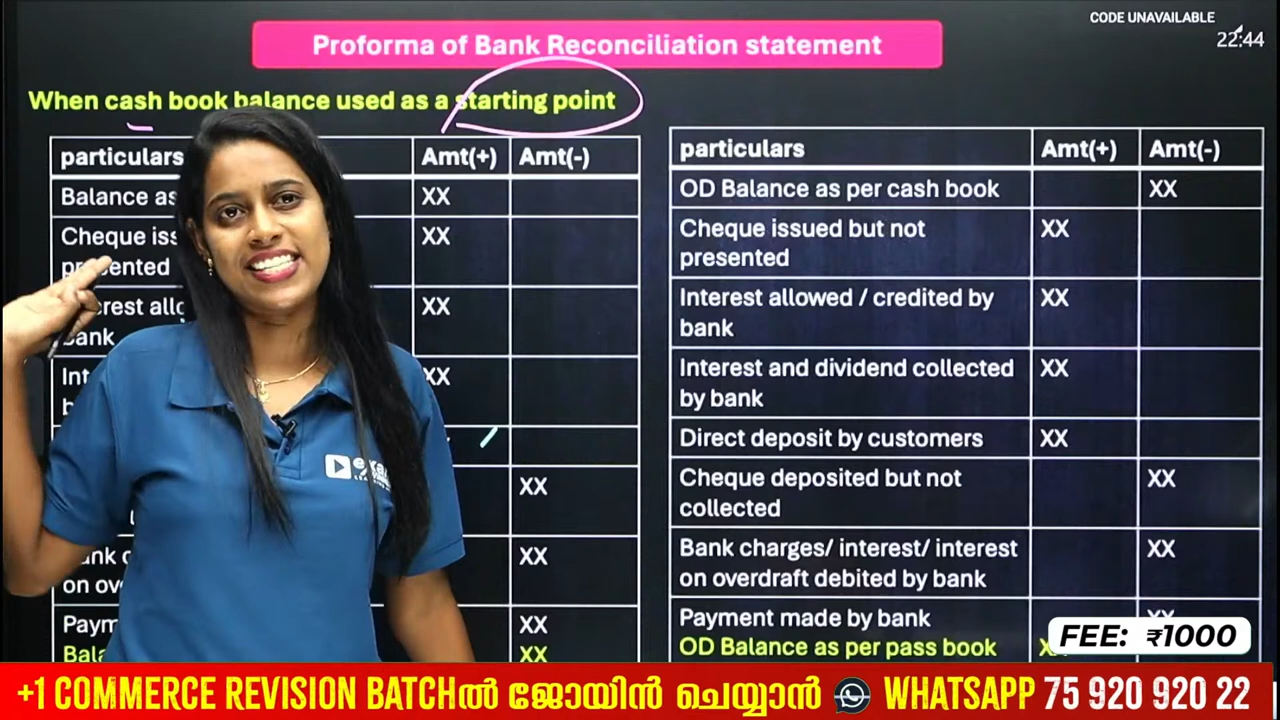 CODE UNAVAILABLE
22:44
Proforma of Bank Reconciliation statement
When cash book balance used as a starting point
particulars Amt(+) Amt(-)
Balance as XX
Cheque iss XX
presented
bank
XX
XX
XX
XX
on
XX
XX
particulars Amt(+) Amt(-)
OD Balance as per cash book XX
Cheque issued but not XX
presented
Interest allowed / credited by XX
bank
Interest and dividend collected XX
by bank
Direct deposit by customers XX
Cheque deposited but not XX
collected
Bank charges/ interest/ interest XX
on overdraft debited by bank
Payment made by bank XX
OD Balance as per pass book
FEE: ₹1000
+1 COMMERCE REVISION BATCHൽ ജോയിൻ ചെയ്യാൻ WHATSAPP 75 920 920 22